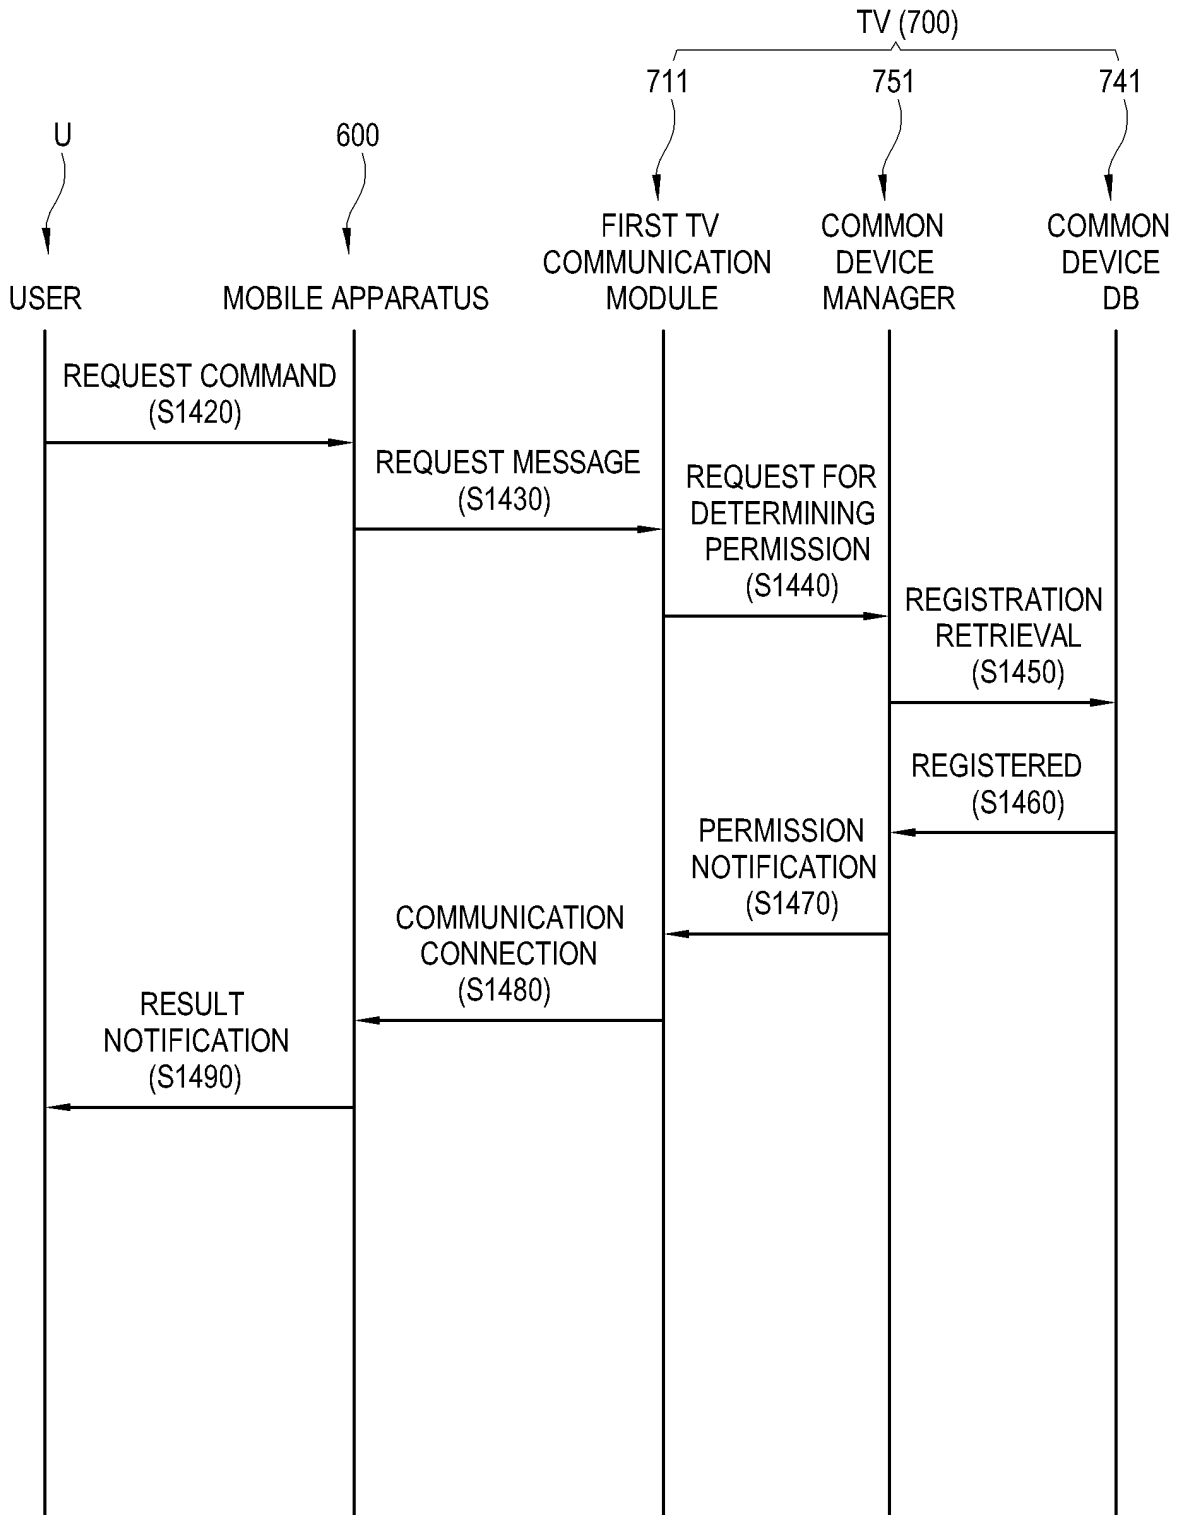 TV (700)
711
751
741
U
600
FIRST TV
COMMUNICATION
MODULE
COMMON
DEVICE
MANAGER
COMMON
DEVICE
DB
USER
MOBILE APPARATUS
REQUEST COMMAND
(S1420)
REQUEST MESSAGE
(S1430)
REQUEST FOR
DETERMINING
PERMISSION
(S1440)
REGISTRATION
RETRIEVAL
(S1450)
REGISTERED
(S1460)
PERMISSION
NOTIFICATION
(S1470)
COMMUNICATION
CONNECTION
(S1480)
RESULT
NOTIFICATION
(S1490)